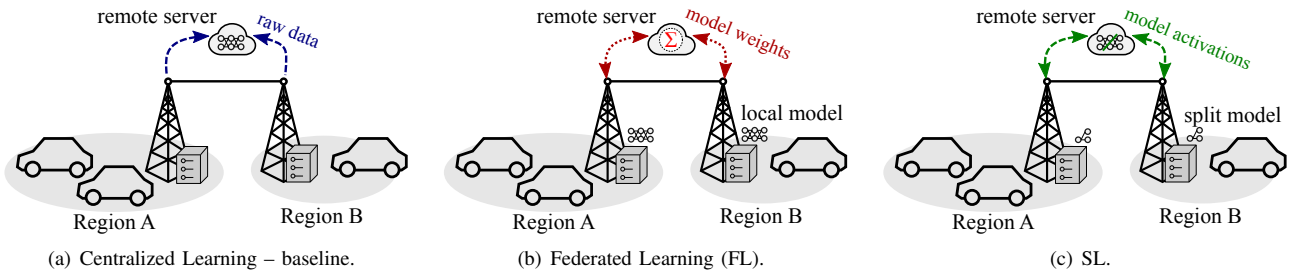 remote server
raw data
Region A
Region B
(a) Centralized Learning – baseline.
remote server
Σ
model weights
local model
Region A
Region B
(b) Federated Learning (FL).
remote server
model activations
split model
Region A
Region B
(c) SL.